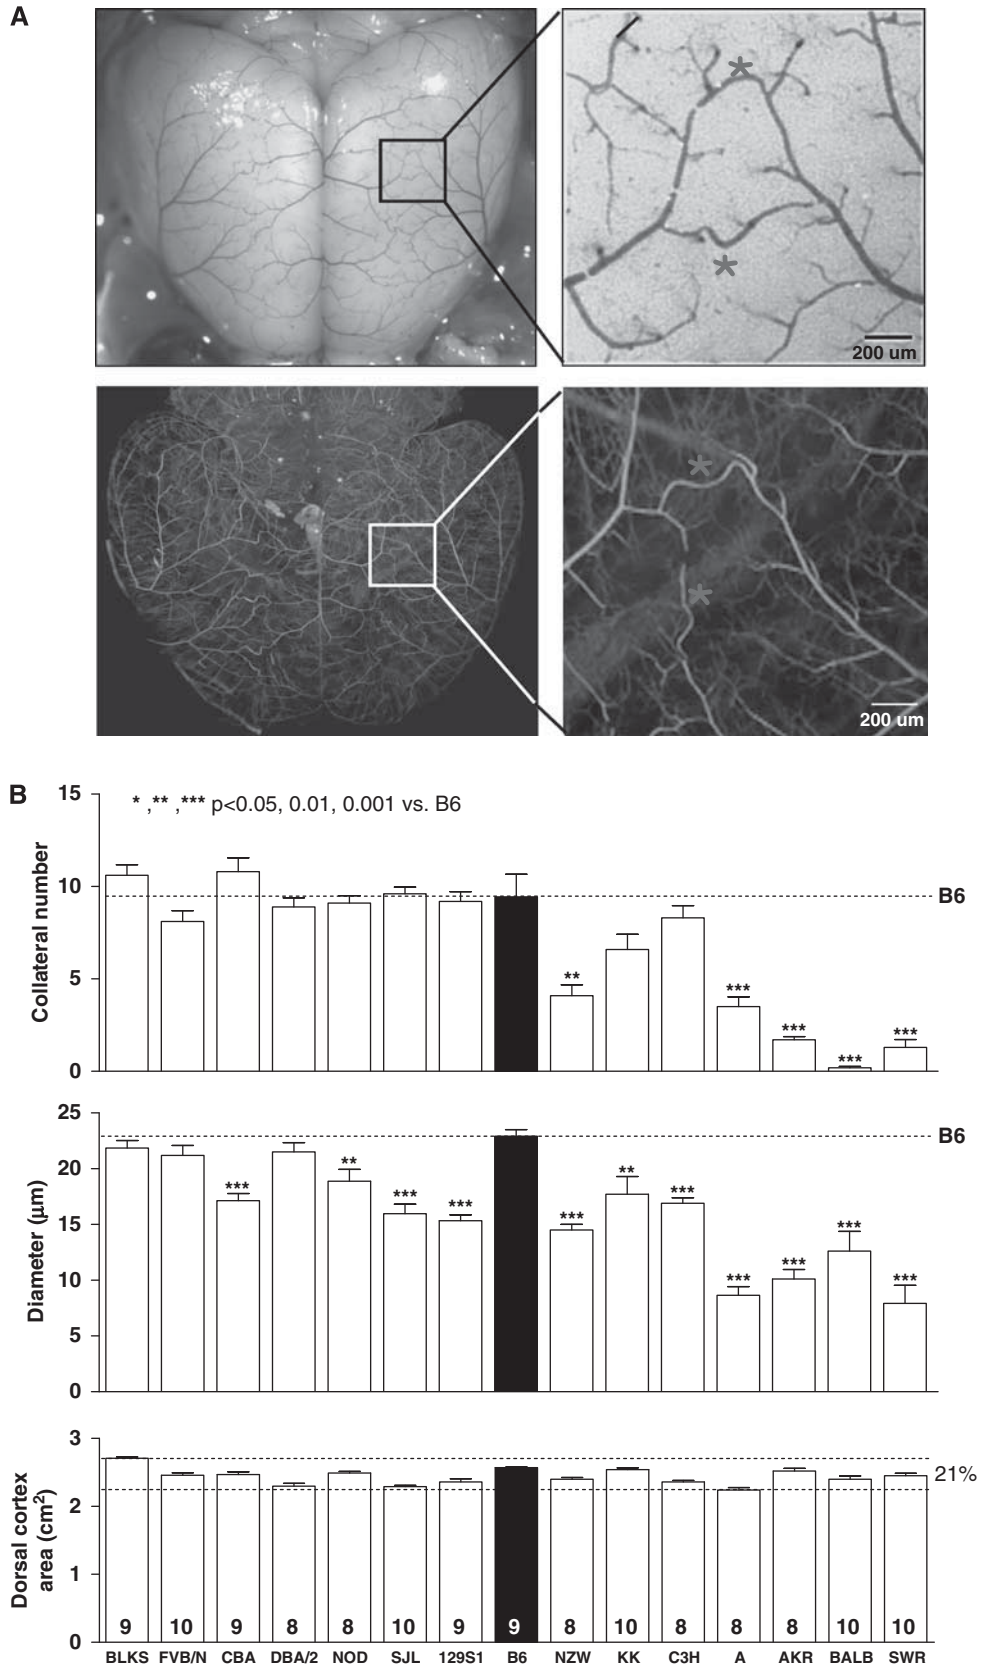 A
*
*
200 um
*
*
200 um
B
* ,** ,*** p<0.05, 0.01, 0.001 vs. B6
Collateral number
15
10
5
0
B6
**
***
***
***
***
Diameter (µm)
25
20
15
10
5
0
B6
***
**
***
***
***
**
***
***
***
***
***
Dorsal cortex
area (cm²)
3
2
1
0
21%
9 10 9 8 8 10 9 9 8 10 8 8 8 10 10
BLKS FVB/N CBA DBA/2 NOD SJL 129S1 B6 NZW KK C3H A AKR BALB SWR